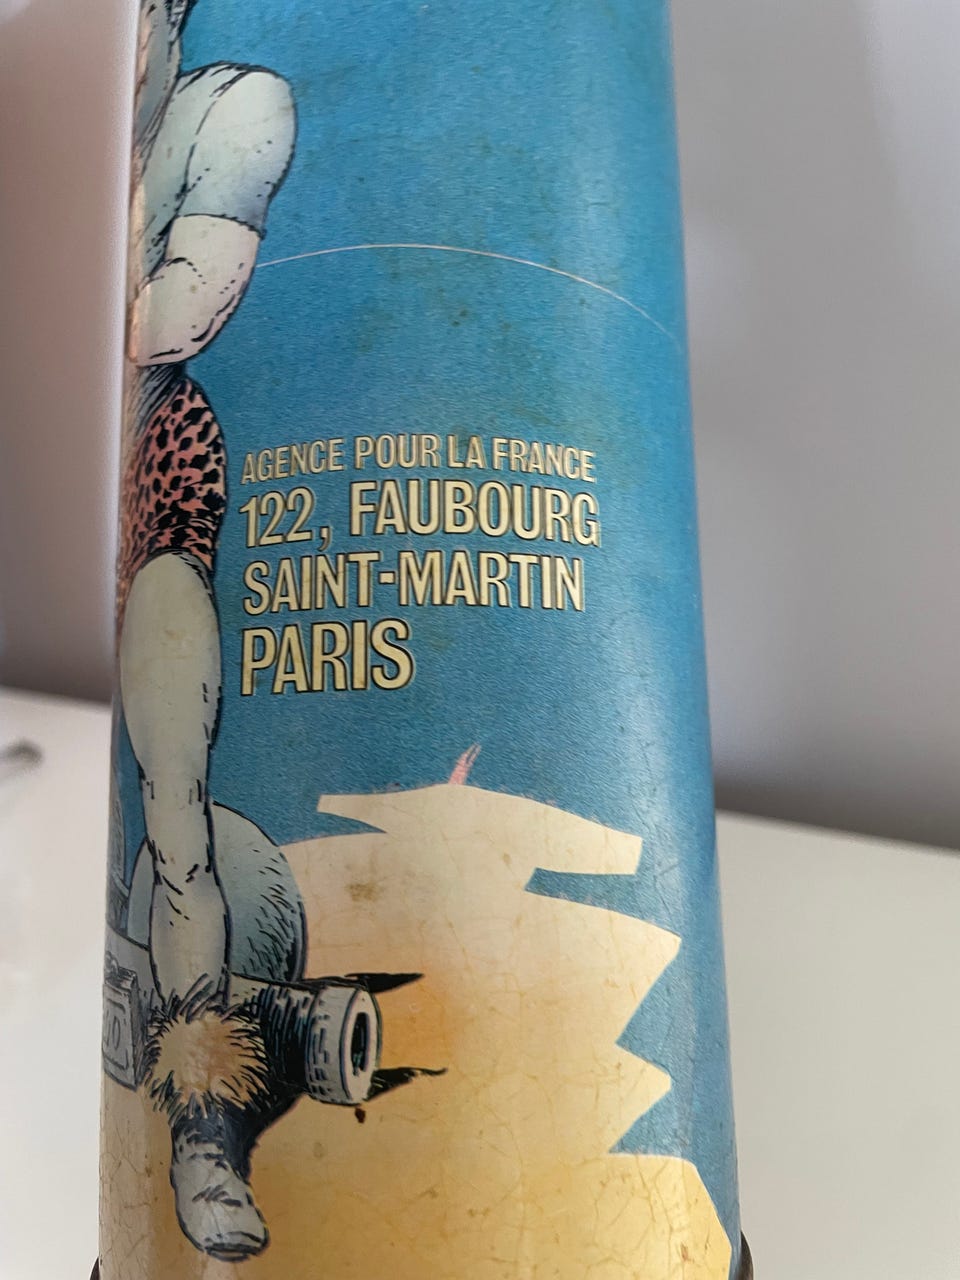 AGENCE POUR LA FRANCE
122, FAUBOURG
SAINT-MARTIN
PARIS